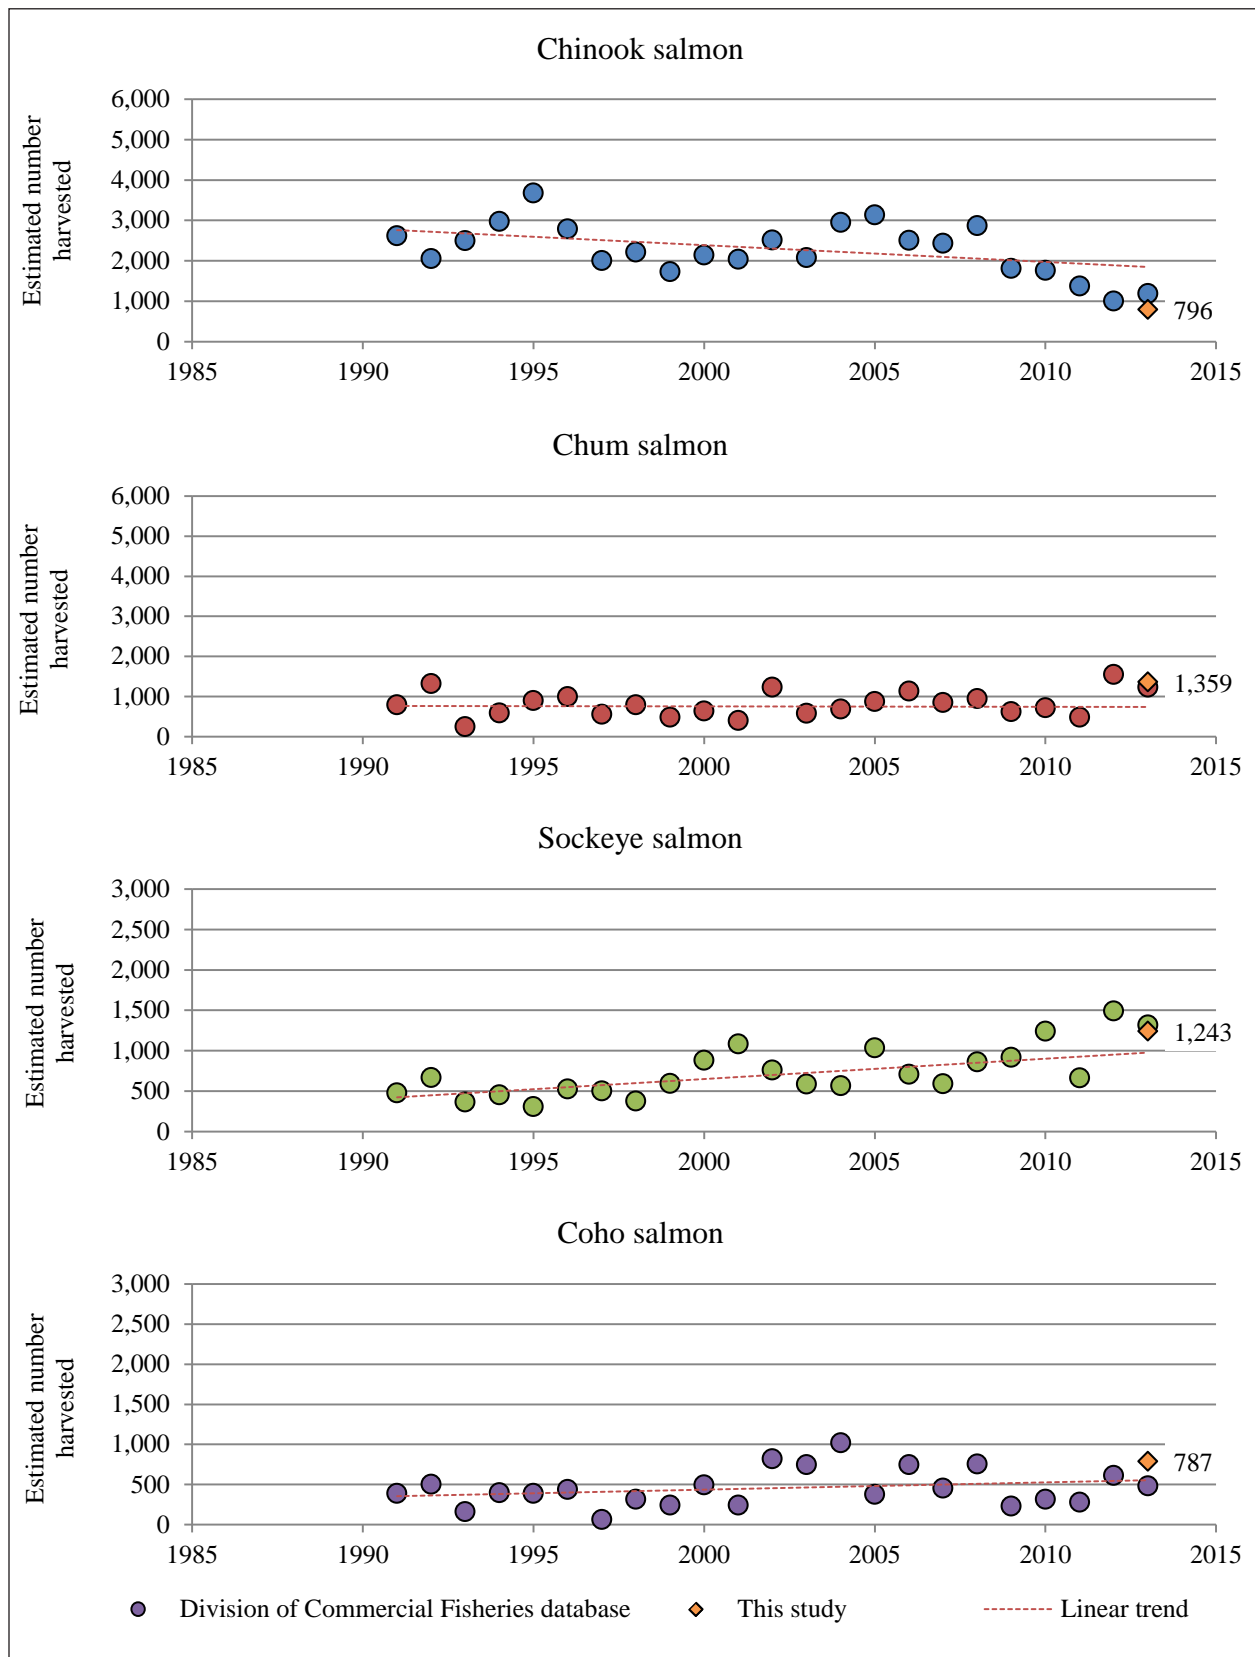 Chinook salmon
Estimated number
harvested
6,000
5,000
4,000
3,000
2,000
1,000
0
796
1985 1990 1995 2000 2005 2010 2015
Chum salmon
Estimated number
harvested
6,000
5,000
4,000
3,000
2,000
1,000
0
1,359
1985 1990 1995 2000 2005 2010 2015
Sockeye salmon
Estimated number
harvested
3,000
2,500
2,000
1,500
1,000
500
0
1,243
1985 1990 1995 2000 2005 2010 2015
Coho salmon
Estimated number
harvested
3,000
2,500
2,000
1,500
1,000
500
0
787
1985 1990 1995 2000 2005 2010 2015
Division of Commercial Fisheries database This study Linear trend